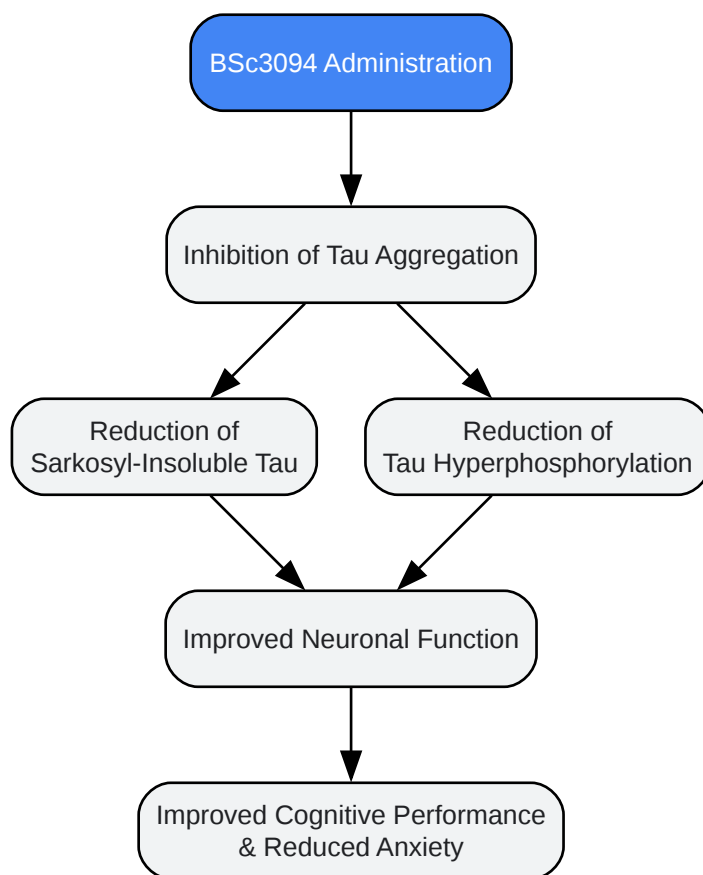 BSc3094 Administration
Inhibition of Tau Aggregation
Reduction of
Sarkosyl-Insoluble Tau
Reduction of
Tau Hyperphosphorylation
Improved Neuronal Function
Improved Cognitive Performance
& Reduced Anxiety